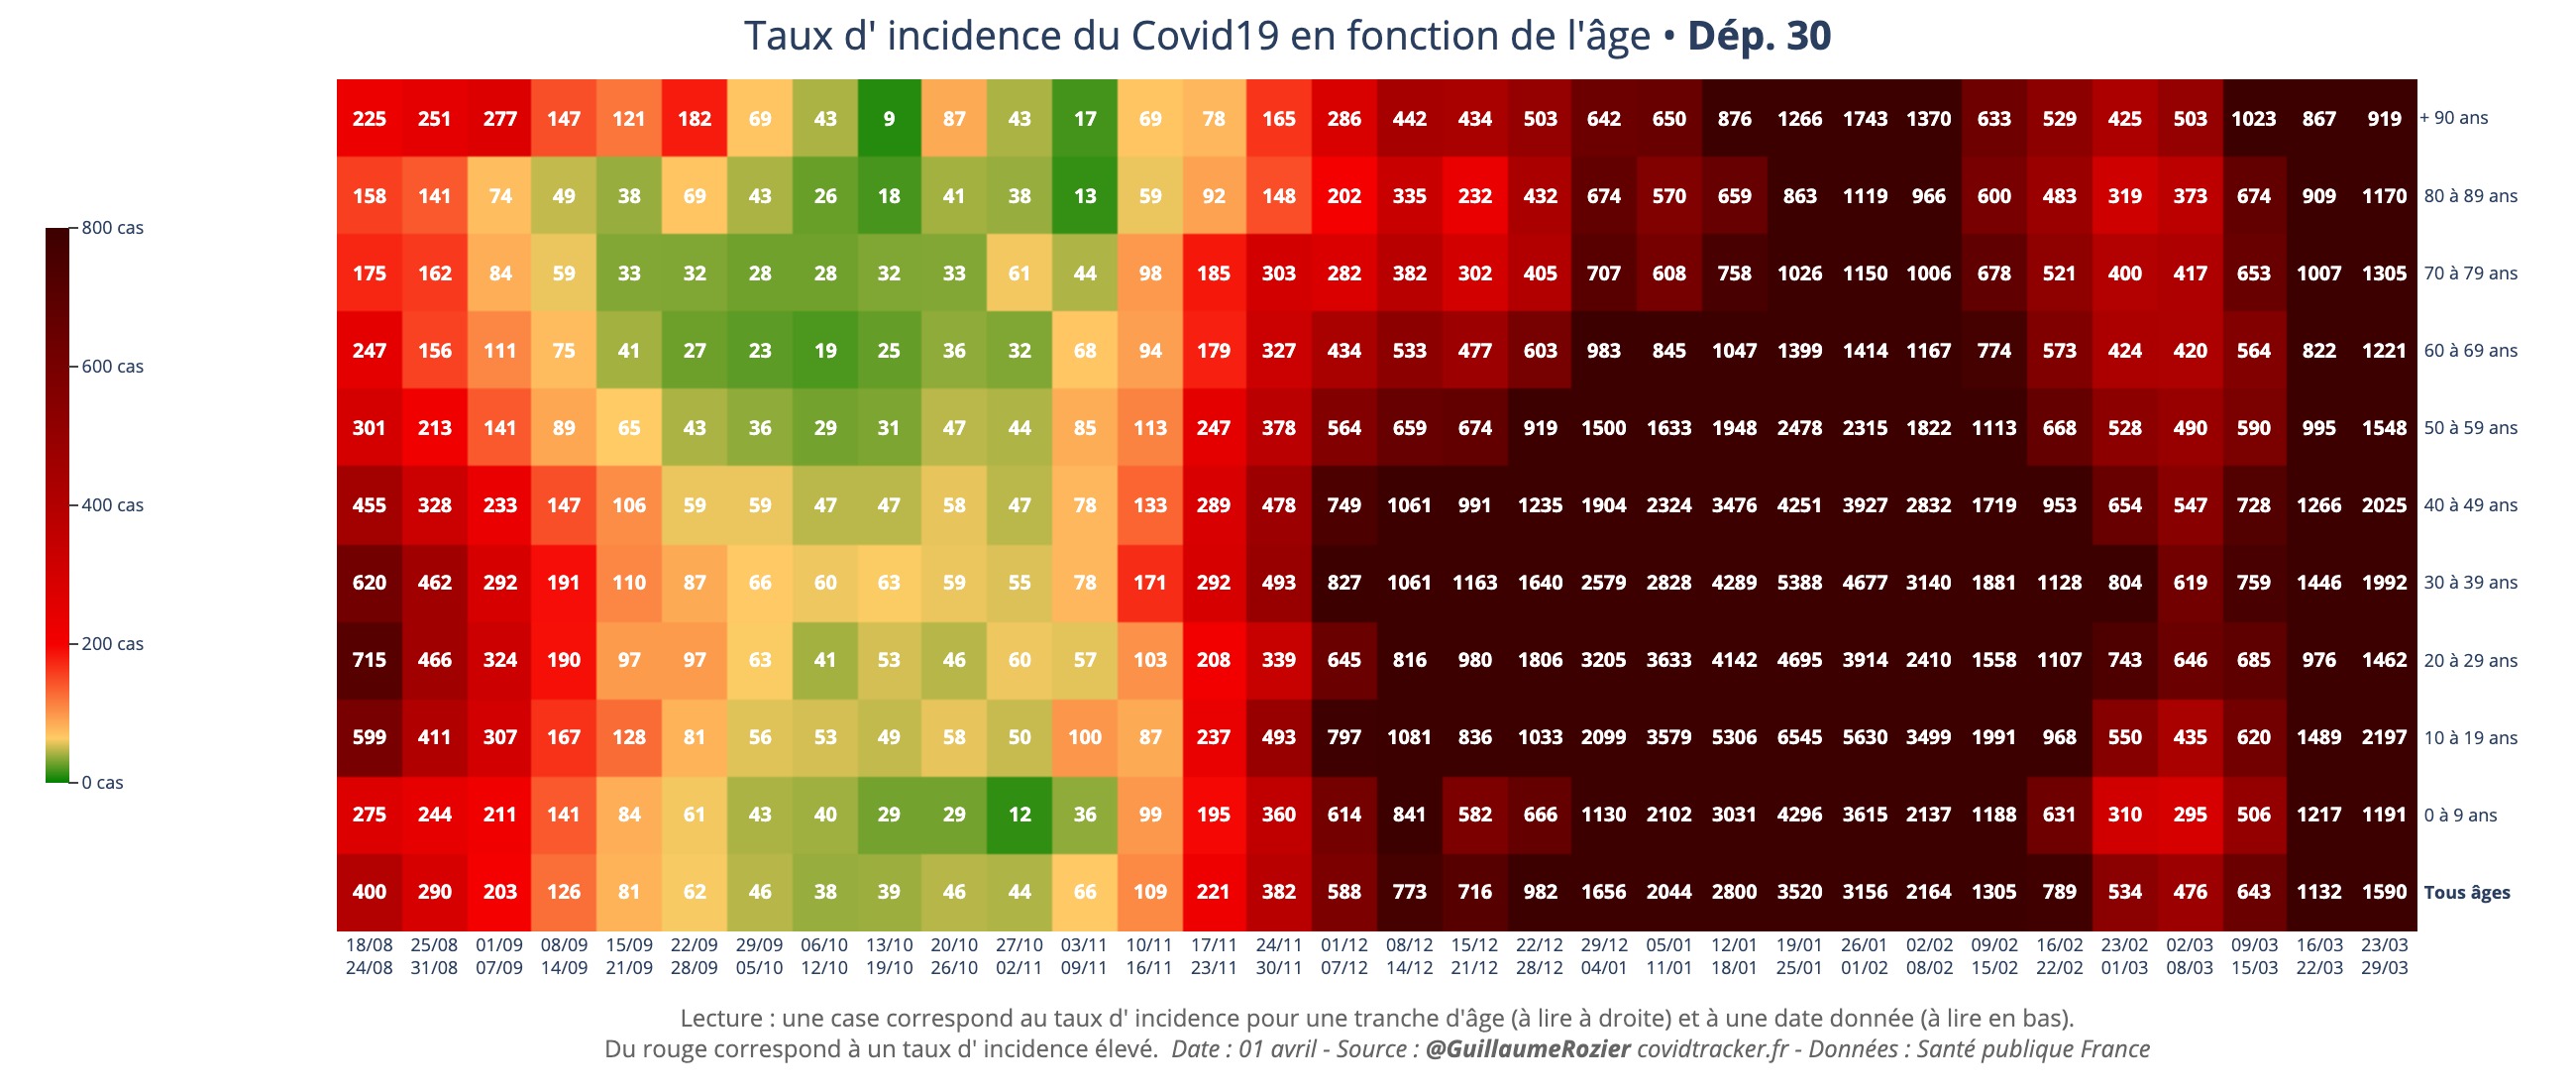 Taux d' incidence du Covid19 en fonction de l'âge • Dép. 30
225 251 277 147 121 182 69 43 9 87 43 17 69 78 165 286 442 434 503 642 650 876 1266 1743 1370 633 529 425 503 1023 867 919 + 90 ans
158 141 74 49 38 69 43 26 18 41 38 13 59 92 148 202 335 232 432 674 570 659 863 1119 966 600 483 319 373 674 909 1170 80 à 89 ans
800 cas
175 162 84 59 33 32 28 28 32 33 61 44 98 185 303 282 382 302 405 707 608 758 1026 1150 1006 678 521 400 417 653 1007 1305 70 à 79 ans
247 156 111 75 41 27 23 19 25 36 32 68 94 179 327 434 533 477 603 983 845 1047 1399 1414 1167 774 573 424 420 564 822 1221 60 à 69 ans
600 cas
301 213 141 89 65 43 36 29 31 47 44 85 113 247 378 564 659 674 919 1500 1633 1948 2478 2315 1822 1113 668 528 490 590 995 1548 50 à 59 ans
400 cas
455 328 233 147 106 59 59 47 47 58 47 78 133 289 478 749 1061 991 1235 1904 2324 3476 4251 3927 2832 1719 953 654 547 728 1266 2025 40 à 49 ans
620 462 292 191 110 87 66 60 63 59 55 78 171 292 493 827 1061 1163 1640 2579 2828 4289 5388 4677 3140 1881 1128 804 619 759 1446 1992 30 à 39 ans
200 cas
715 466 324 190 97 97 63 41 53 46 60 57 103 208 339 645 816 980 1806 3205 3633 4142 4695 3914 2410 1558 1107 743 646 685 976 1462 20 à 29 ans
599 411 307 167 128 81 56 53 49 58 50 100 87 237 493 797 1081 836 1033 2099 3579 5306 6545 5630 3499 1991 968 550 435 620 1489 2197 10 à 19 ans
0 cas
275 244 211 141 84 61 43 40 29 29 12 36 99 195 360 614 841 582 666 1130 2102 3031 4296 3615 2137 1188 631 310 295 506 1217 1191 0 à 9 ans
400 290 203 126 81 62 46 38 39 46 44 66 109 221 382 588 773 716 982 1656 2044 2800 3520 3156 2164 1305 789 534 476 643 1132 1590 Tous âges
18/08 25/08 01/09 08/09 15/09 22/09 29/09 06/10 13/10 20/10 27/10 03/11 10/11 17/11 24/11 01/12 08/12 15/12 22/12 29/12 05/01 12/01 19/01 26/01 02/02 09/02 16/02 23/02 02/03 09/03 16/03 23/03
24/08 31/08 07/09 14/09 21/09 28/09 05/10 12/10 19/10 26/10 02/11 09/11 16/11 23/11 30/11 07/12 14/12 21/12 28/12 04/01 11/01 18/01 25/01 01/02 08/02 15/02 22/02 01/03 08/03 15/03 22/03 29/03
Lecture : une case correspond au taux d' incidence pour une tranche d'âge (à lire à droite) et à une date donnée (à lire en bas).
Du rouge correspond à un taux d' incidence élevé. Date : 01 avril - Source : @GuillaumeRozier covidtracker.fr - Données : Santé publique France